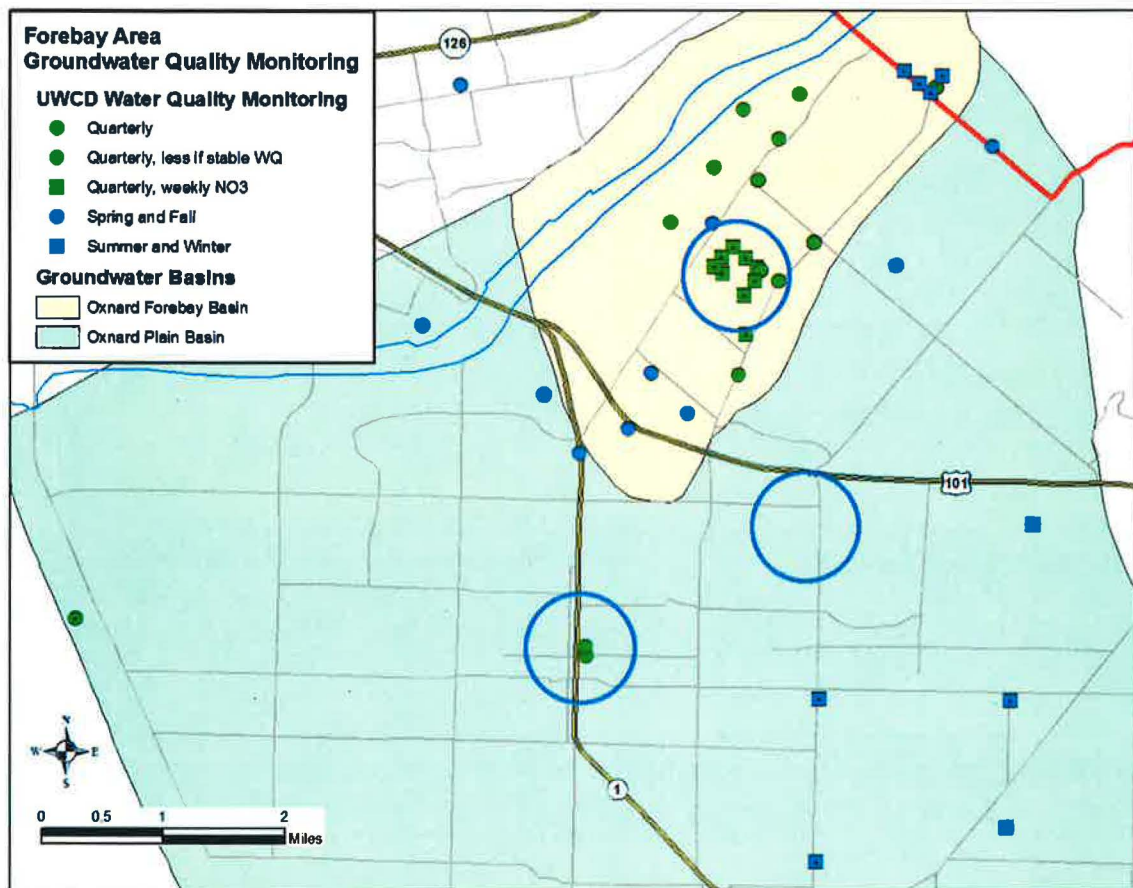 Forebay Area
Groundwater Quality Monitoring
UWCD Water Quality Monitoring
Quarterly
Quarterly, less if stable WQ
Quarterly, weekly NO3
Spring and Fall
Summer and Winter
Groundwater Basins
Oxnard Forebay Basin
Oxnard Plain Basin
126
101
1
N
W E
S
0 0.5 1 2
Miles